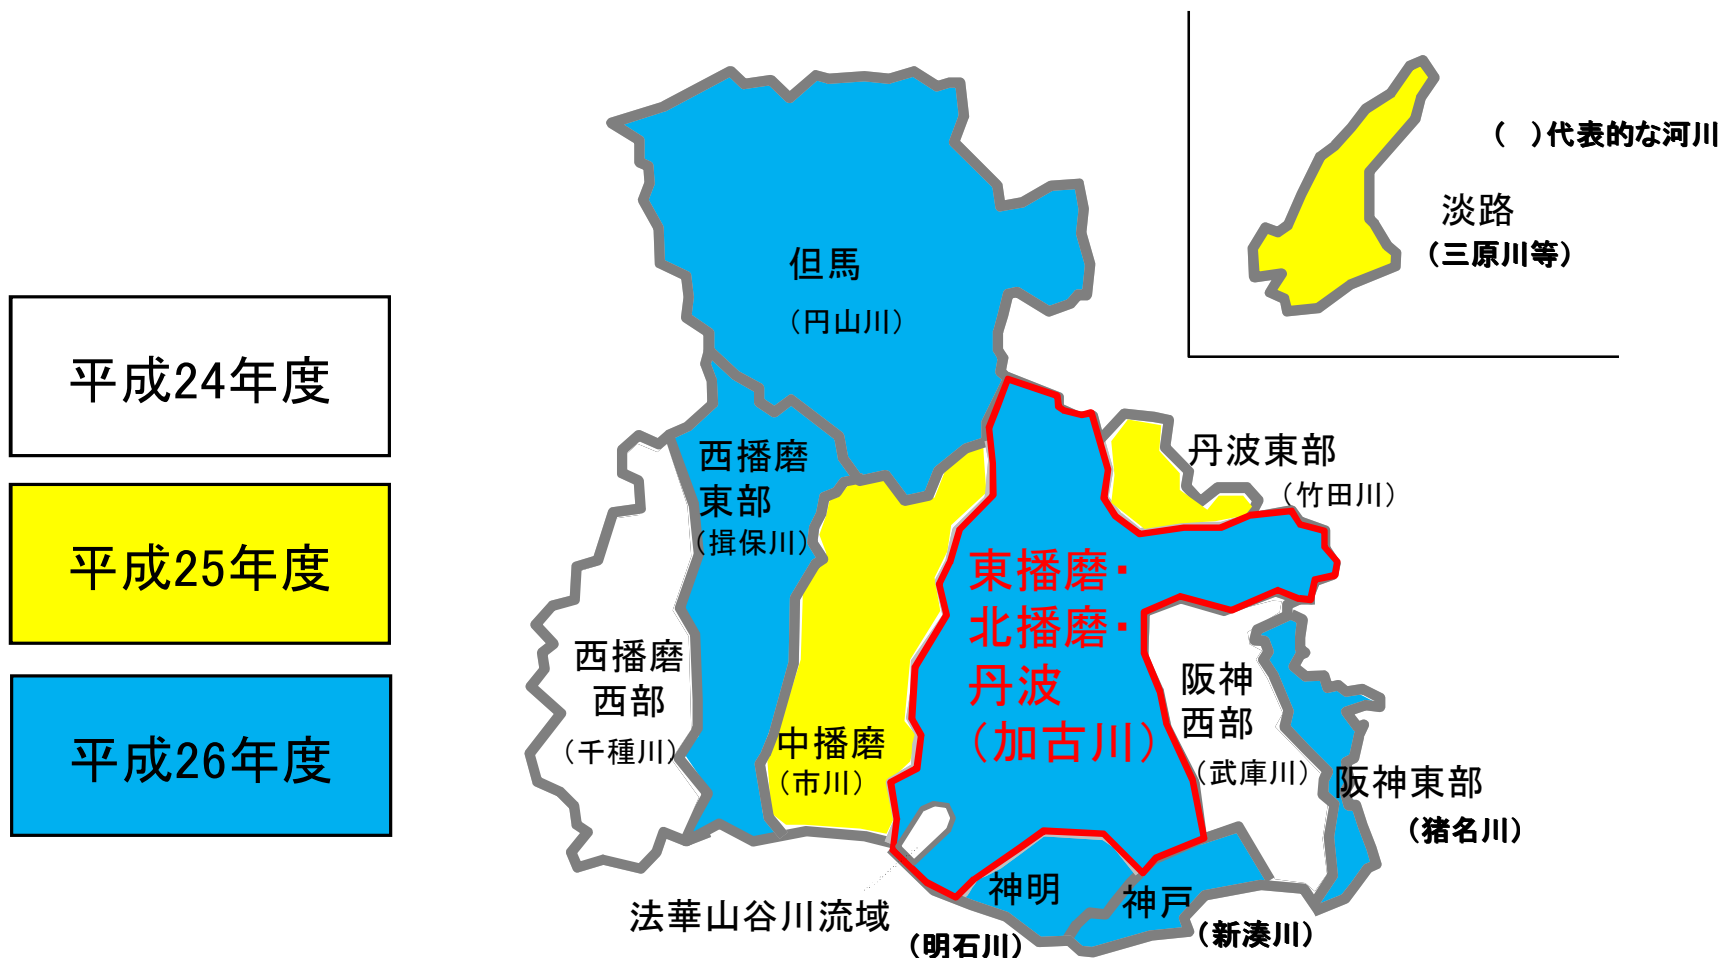 ( )代表的な河川
淡路
(三原川等)
但馬
(円山川)
平成24年度
平成25年度
平成26年度
西播磨
東部
(揖保川)
丹波東部
(竹田川)
東播磨・
北播磨・
丹波
(加古川)
西播磨
西部
(千種川)
中播磨
(市川)
阪神
西部
(武庫川)
阪神東部
(猪名川)
法華山谷川流域
神明
(明石川)
神戸
(新湊川)